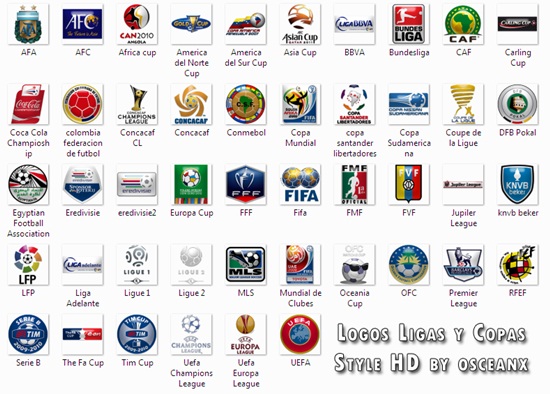 AFA
AFC
Africa cup
America del Norte Cup
America del Sur Cup
Asia Cup
BBVA
Bundesliga
CAF
Carling Cup
Coca Cola Championship
colombia federacion de futbol
Concacaf CL
Concacaf
Conmebol
Copa Mundial
copa santander libertadores
Copa Sudamericana
Coupe de la Ligue
DFB Pokal
Egyptian Football Association
Eredivisie
eredivisie2
Europa Cup
FFF
Fifa
FMF
FVF
Jupiler League
knvb beker
LFP
Liga Adelante
Ligue 1
Ligue 2
MLS
Mundial de Clubes
Oceania Cup
OFC
Premier League
RFEF
Serie B
The Fa Cup
Tim Cup
Uefa Champions League
Uefa Europa League
UEFA
Logos Ligas y Copas
Style HD by osceanx